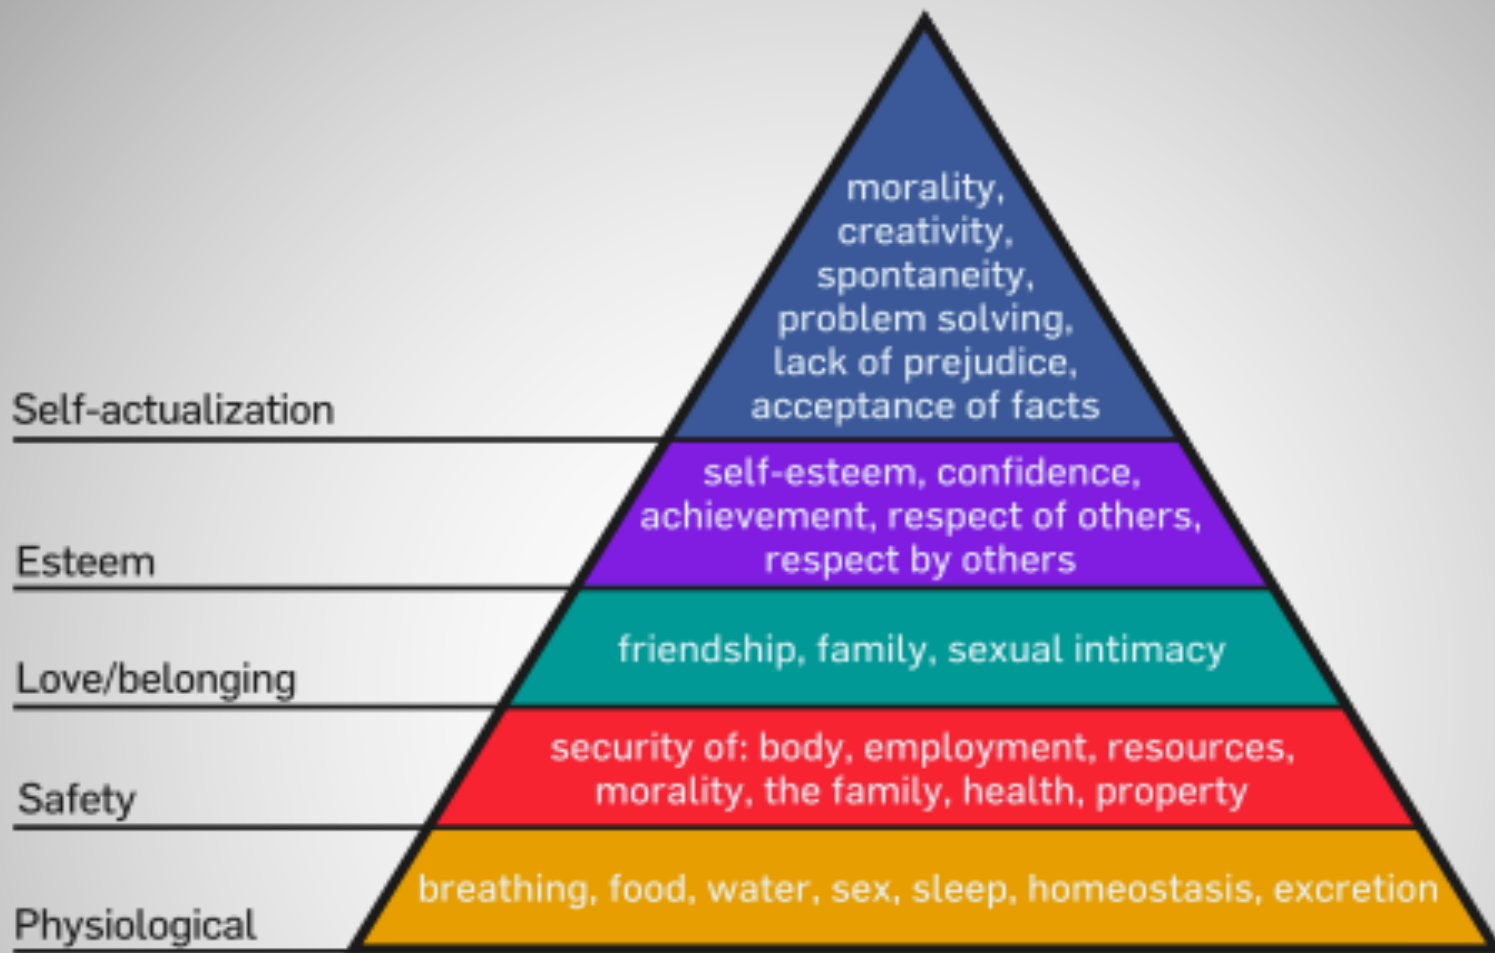 morality,
creativity,
spontaneity,
problem solving,
lack of prejudice,
acceptance of facts
Self-actualization
self-esteem, confidence,
achievement, respect of others,
respect by others
Esteem
friendship, family, sexual intimacy
Love/belonging
security of: body, employment, resources,
morality, the family, health, property
Safety
breathing, food, water, sex, sleep, homeostasis, excretion
Physiological